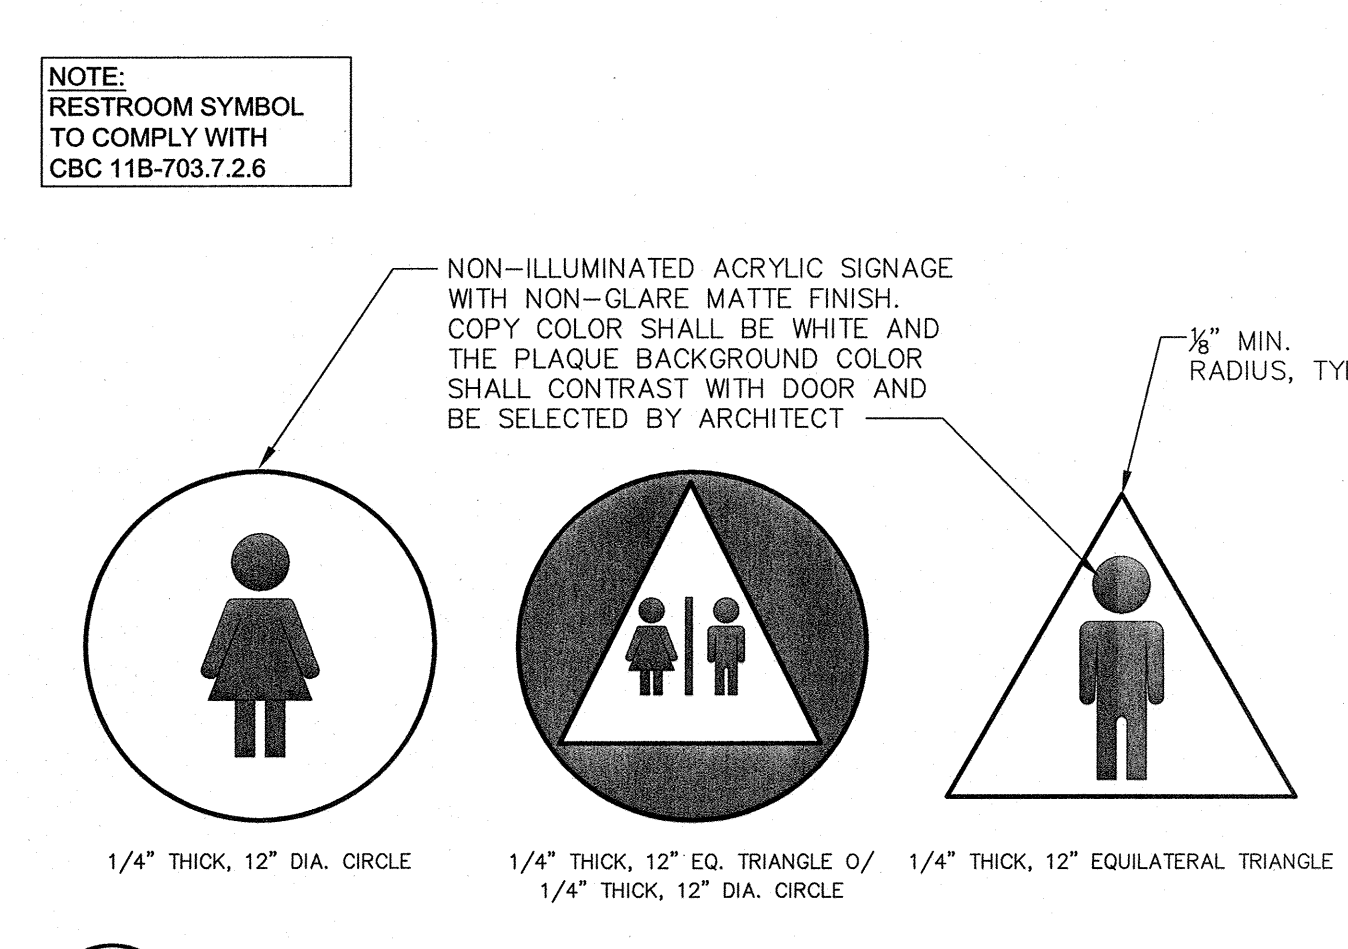 NOTE:
RESTROOM SYMBOL
TO COMPLY WITH
CBC 11B-703.7.2.6
NON-ILLUMINATED ACRYLIC SIGNAGE
WITH NON-GLARE MATTE FINISH.
COPY COLOR SHALL BE WHITE AND
THE PLAQUE BACKGROUND COLOR
SHALL CONTRAST WITH DOOR AND
BE SELECTED BY ARCHITECT
1/8" MIN.
RADIUS,
1/4" THICK, 12" DIA. CIRCLE
1/4" THICK, 12" EQ. TRIANGLE O/
1/4" THICK, 12" DIA. CIRCLE
1/4" THICK, 12" EQUILATERAL TRIANGLE